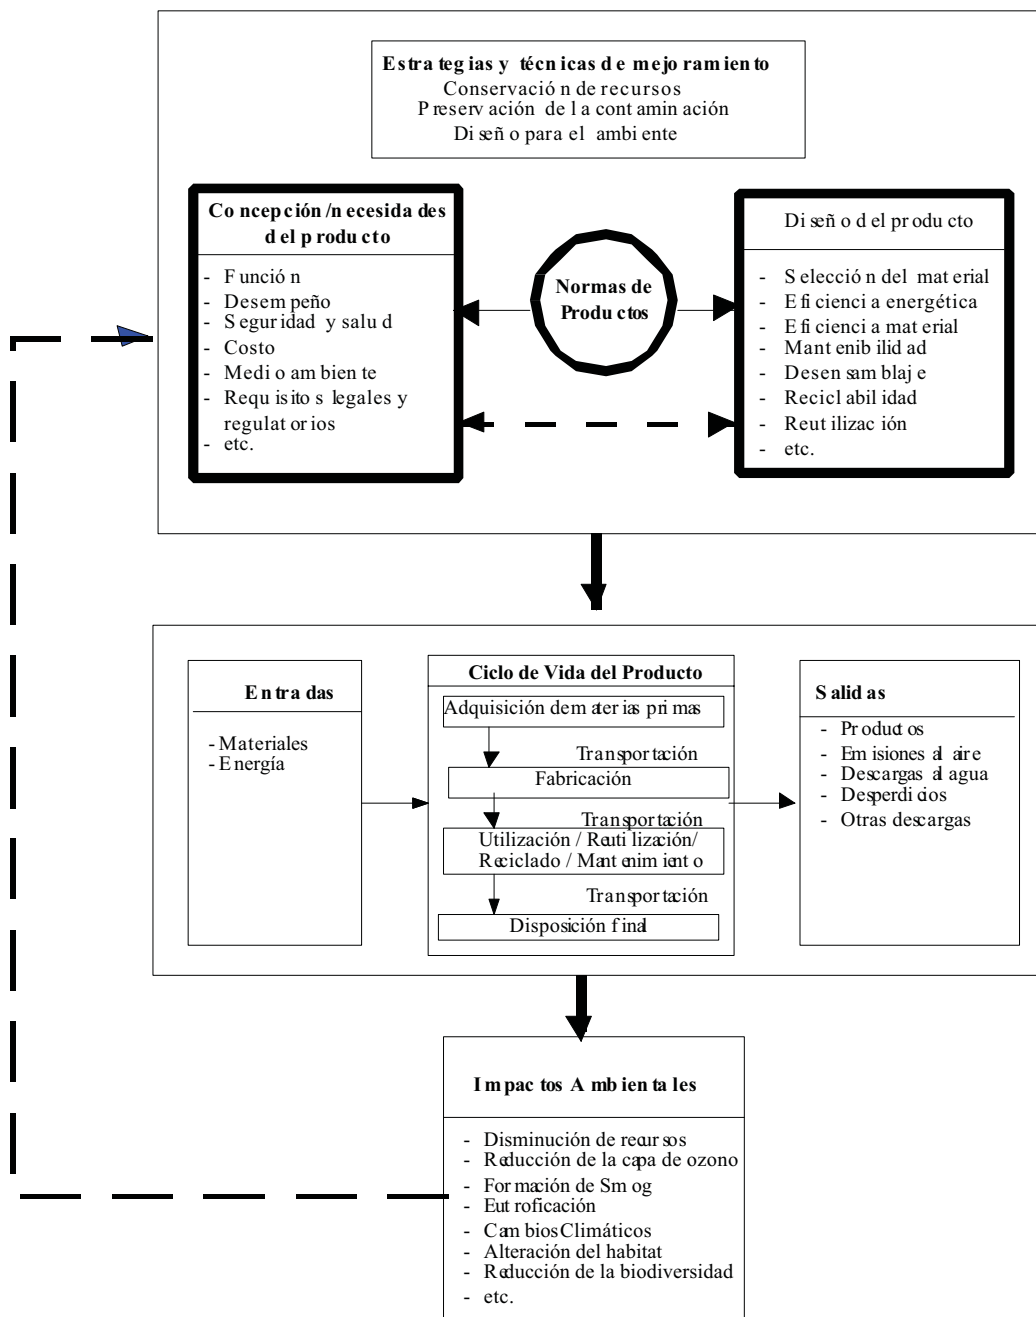 Estrategias y técnicas de mejoramiento
Conservación de recursos
Preservación de la contaminación
Diseño para el ambiente
Concepción/necesidades
del producto
- Función
- Desempeño
- Seguridad y salud
- Costo
- Medio ambiente
- Requisitos legales y
regulatorios
- etc.
Normas de
Productos
Diseño del producto
- Selección del material
- Eficiencia energética
- Eficiencia material
- Mantenibilidad
- Desensamblaje
- Reciclabilidad
- Reutilización
- etc.
Entradas
- Materiales
- Energía
Ciclo de Vida del Producto
Adquisición de materias primas
Transportación
Fabricación
Transportación
Utilización / Reutilización/
Reciclado / Mantenimiento
Transportación
Disposición final
Salidas
- Productos
- Emisiones al aire
- Descargas al agua
- Desperdicios
- Otras descargas
Impactos Ambientales
- Disminución de recursos
- Reducción de la capa de ozono
- Formación de Smog
- Eutroficación
- Cambios Climáticos
- Alteración del habitat
- Reducción de la biodiversidad
- etc.